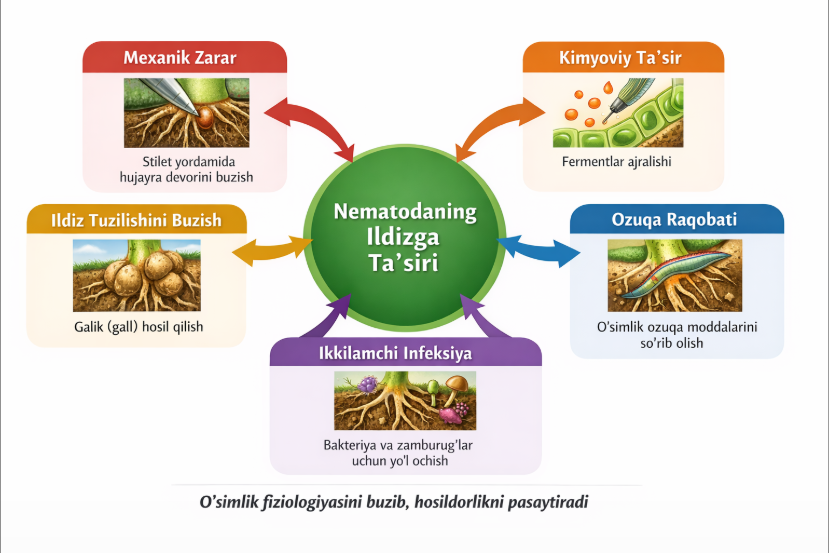 Mexanik Zarar
Stilet yordamida
hujayra devorini buzish
Kimyoviy Ta'sir
Fermentlar ajralishi
Nematodaning
Ildizga
Ta'siri
Ildiz Tuzilishini Buzish
Galik (gall) hosil qilish
Ozuqa Raqobati
O'simlik ozuqa moddalarini
so'rib olish
Ikkilamchi Infeksiya
Bakteriya va zamburug'lar
uchun yo'l ochish
O'simlik fiziologiyasini buzib, hosildorlikni pasaytiradi